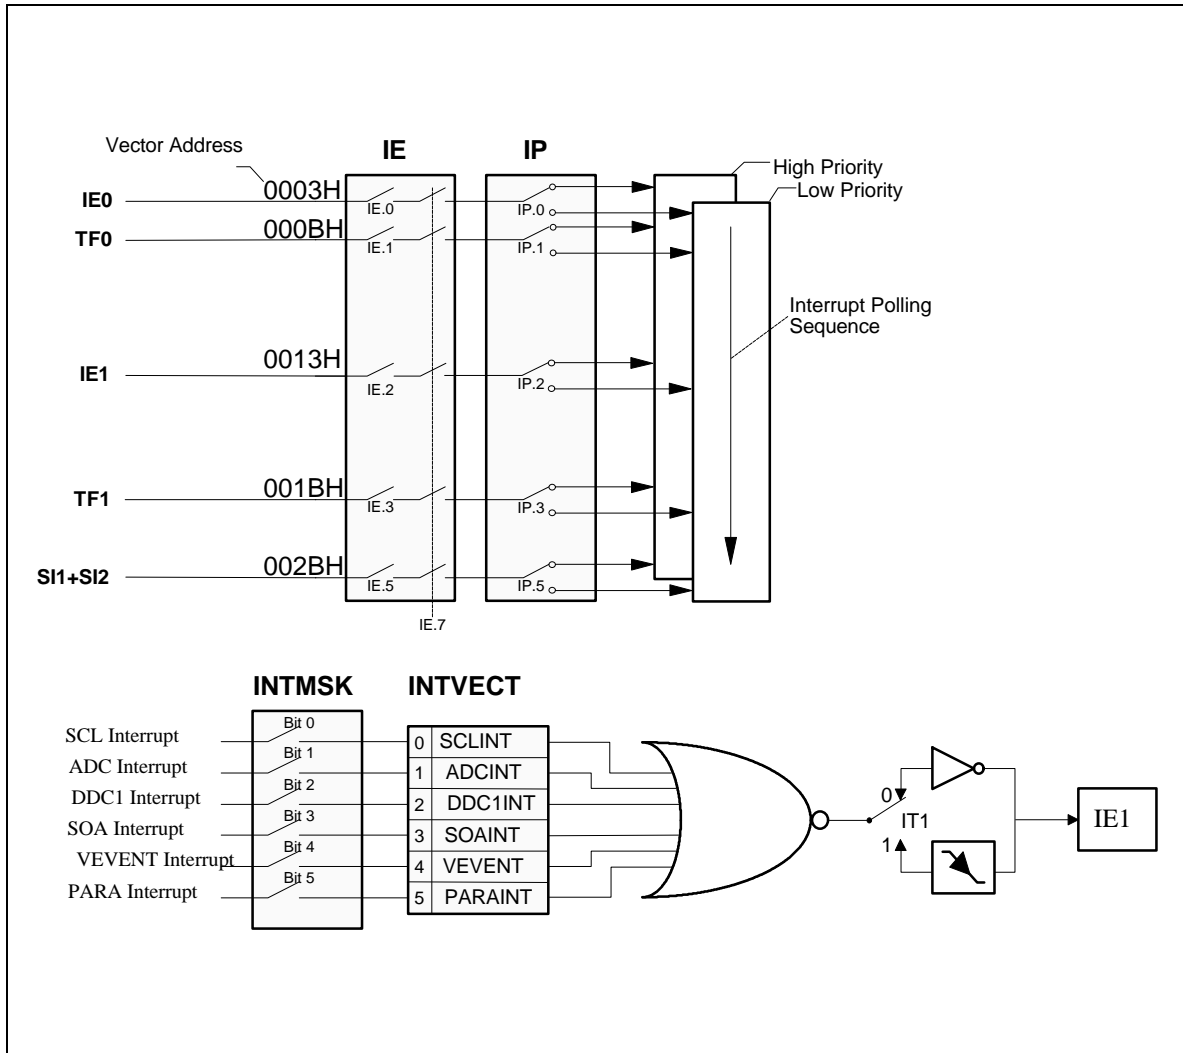 Vector Address
IE
IP
High Priority
Low Priority
IE0
0003H
IE.0
IP.0
TF0
000BH
IE.1
IP.1
Interrupt Polling
Sequence
IE1
0013H
IE.2
IP.2
TF1
001BH
IE.3
IP.3
SI1+SI2
002BH
IE.5
IP.5
IE.7
INTMSK
INTVECT
SCL Interrupt
Bit 0
0 SCLINT
ADC Interrupt
Bit 1
1 ADCINT
DDC1 Interrupt
Bit 2
2 DDC1INT
SOA Interrupt
Bit 3
3 SOAINT
VEVENT Interrupt
Bit 4
4 VEVENT
PARA Interrupt
Bit 5
5 PARAINT
0
IT1
1
IE1